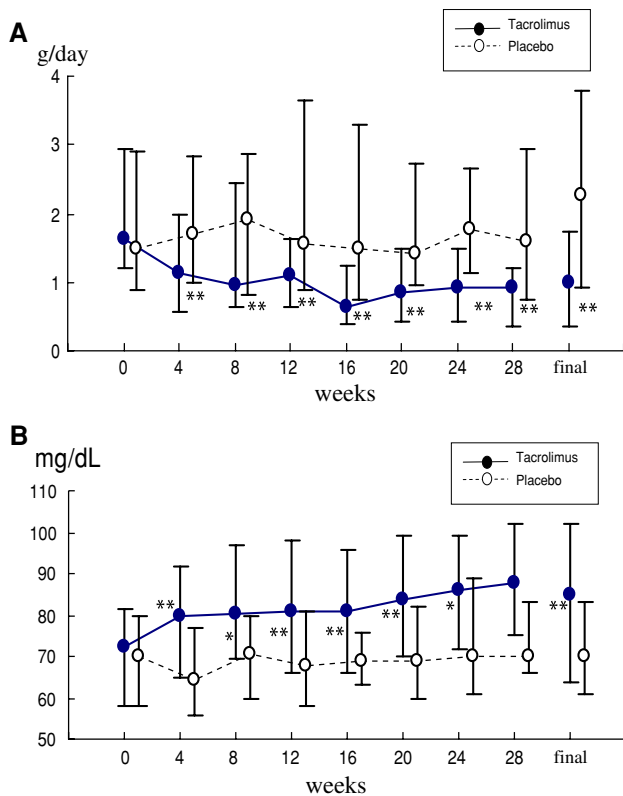 A
g/day
Tacrolimus
Placebo
4
3
2
1
0
** ** ** ** ** ** ** **
0 4 8 12 16 20 24 28 final
weeks
B
mg/dL
Tacrolimus
Placebo
110
100
90
80
70
60
50
** * ** ** ** * **
0 4 8 12 16 20 24 28 final
weeks